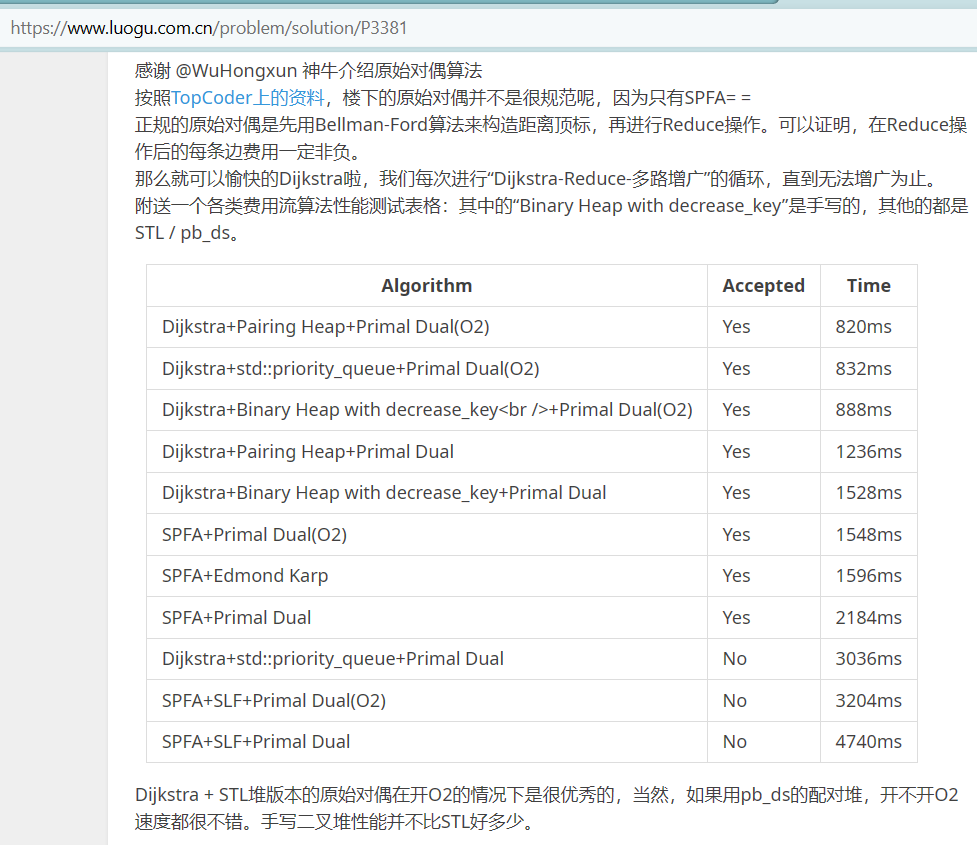 https://www.luogu.com.cn/problem/solution/P3381
感谢 @WuHongxun 神牛介绍原始对偶算法
按照TopCoder上的资料，楼下的原始对偶并不是很规范呢，因为只有SPFA= =
正规的原始对偶是先用Bellman-Ford算法来构造距离顶标，再进行Reduce操作。可以证明，在Reduce操
作后的每条边费用一定非负。
那么就可以愉快的Dijkstra啦，我们每次进行“Dijkstra-Reduce-多路增广”的循环，直到无法增广为止。
附送一个各类费用流算法性能测试表格：其中的“Binary Heap with decrease_key”是手写的，其他的都是
STL / pb_ds。
Algorithm Accepted Time
Dijkstra+Pairing Heap+Primal Dual(O2) Yes 820ms
Dijkstra+std::priority_queue+Primal Dual(O2) Yes 832ms
Dijkstra+Binary Heap with decrease_key<br />+Primal Dual(O2) Yes 888ms
Dijkstra+Pairing Heap+Primal Dual Yes 1236ms
Dijkstra+Binary Heap with decrease_key+Primal Dual Yes 1528ms
SPFA+Primal Dual(O2) Yes 1548ms
SPFA+Edmond Karp Yes 1596ms
SPFA+Primal Dual Yes 2184ms
Dijkstra+std::priority_queue+Primal Dual No 3036ms
SPFA+SLF+Primal Dual(O2) No 3204ms
SPFA+SLF+Primal Dual No 4740ms
Dijkstra + STL堆版本的原始对偶在开O2的情况下是很优秀的，当然，如果用pb_ds的配对堆，开不开O2
速度都很不错。手写二叉堆性能并不比STL好多少。